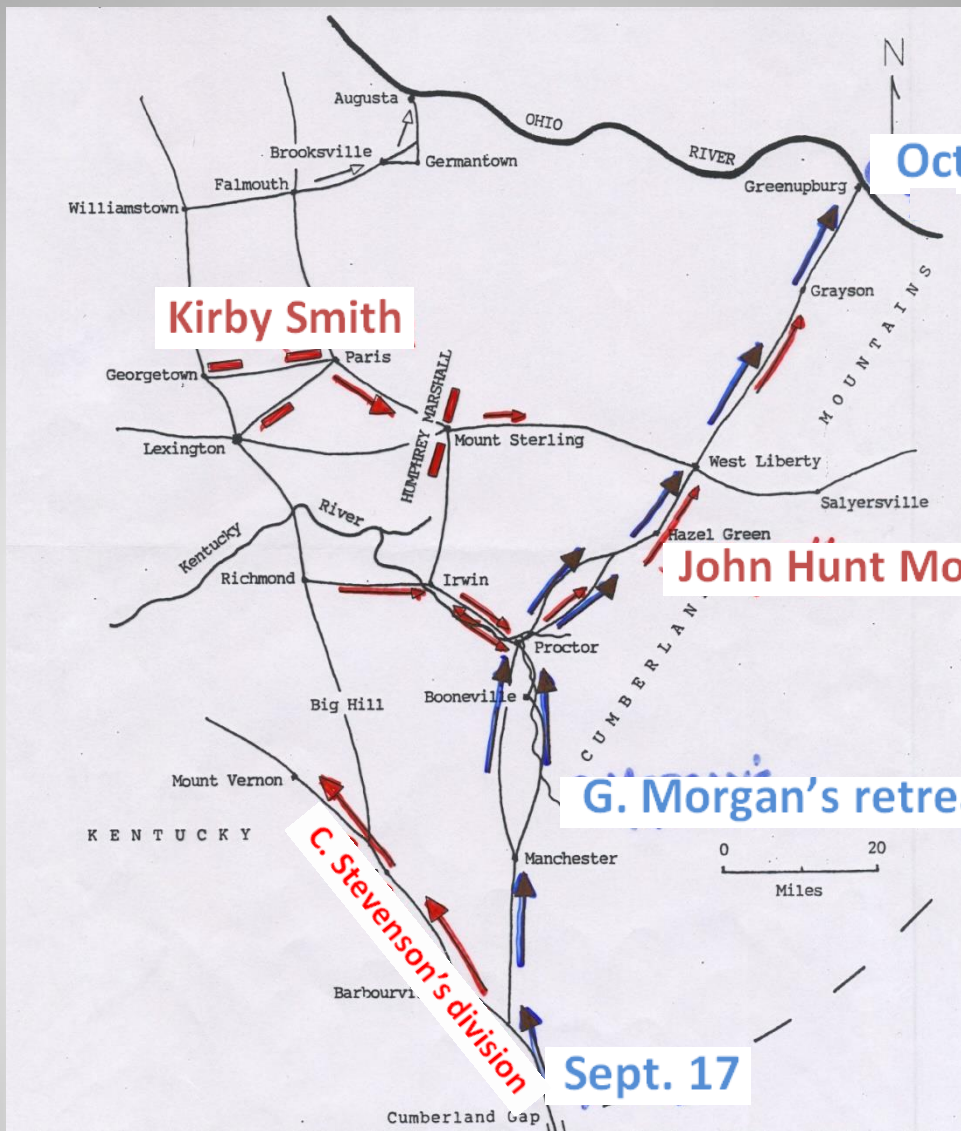 N
Augusta
OHIO
RIVER
Brooksville
Germantown
Oct
Falmouth
Greenupburg
Williamstown
Grayson
Kirby Smith
MOUNTAINS
Paris
Georgetown
HUMPHREY MARSHALL
Mount Sterling
Lexington
West Liberty
Salyersville
River
Kentucky
Hazel Green
Richmond
Irwin
John Hunt Mo
Proctor
CUMBERLAN
Booneville
Big Hill
Mount Vernon
G. Morgan's retrea
KENTUCKY
0 20
Miles
Manchester
C. Stevenson's division
Barbourvi
Sept. 17
Cumberland Gap